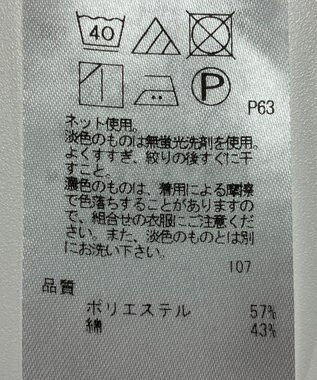 40
P
P63
ネット使用。
淡色のものは無蛍光洗剤を使用。
よくすすぎ、絞りの後すぐに干
すこと。
濃色のものは、着用による摩擦
で色落ちすることがありますの
で、組合せの衣服にご注意くだ
さい。また、淡色のものとは別
にお洗い下さい。
107
品質
ポリエステル 57%
綿 43%